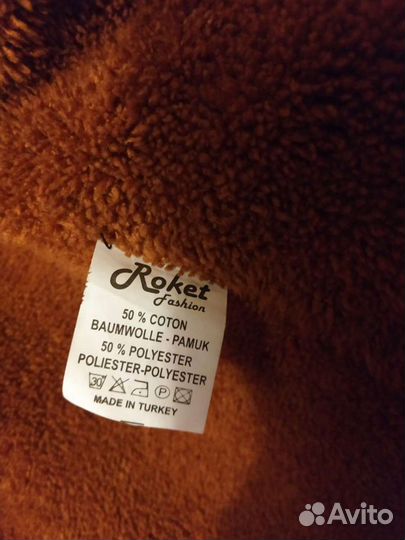 Roket
Fashion
50 % COTON
BAUMWOLLE - PAMUK
50 % POLYESTER
POLIESTER-POLYESTER
30
MADE IN TURKEY
Avito